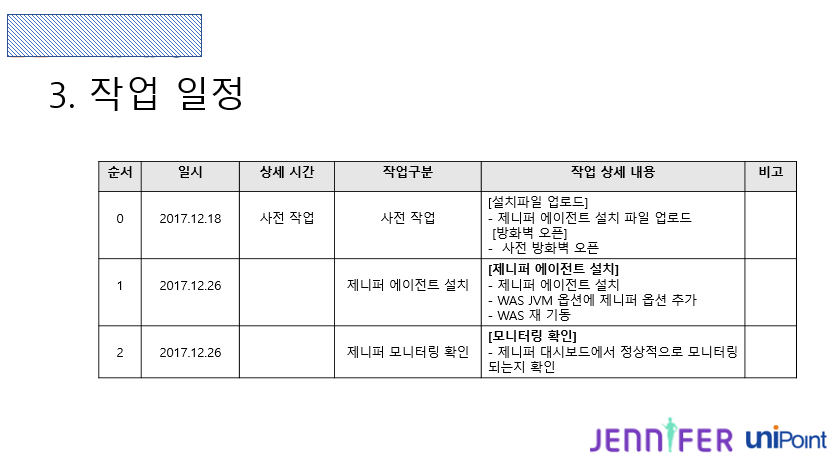 3. 작업 일정
순서 일시 상세 시간 작업구분 작업 상세 내용 비고
0 2017.12.18 사전 작업 사전 작업
[설치파일 업로드]
- 제니퍼 에이전트 설치 파일 업로드
[방화벽 오픈]
- 사전 방화벽 오픈
1 2017.12.26 제니퍼 에이전트 설치
[제니퍼 에이전트 설치]
- 제니퍼 에이전트 설치
- WAS JVM 옵션에 제니퍼 옵션 추가
- WAS 재 기동
2 2017.12.26 제니퍼 모니터링 확인
[모니터링 확인]
- 제니퍼 대시보드에서 정상적으로 모니터링
되는지 확인
JENNIFER uniPoint